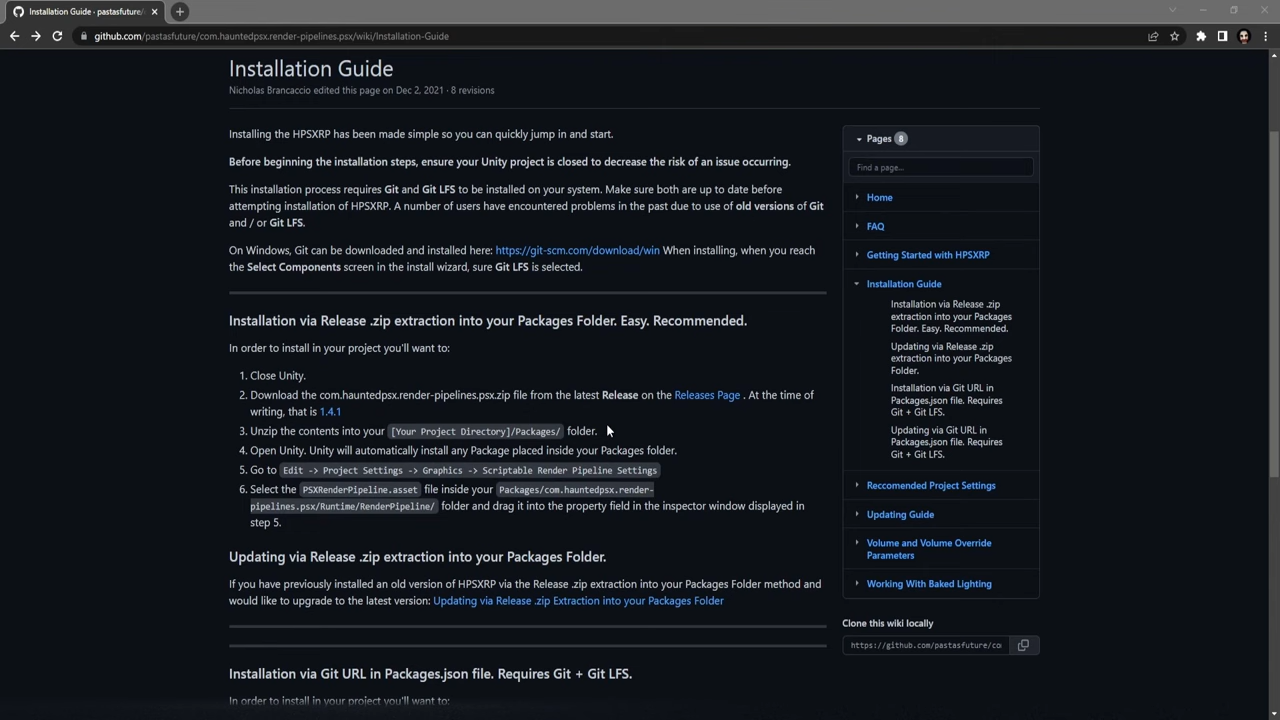 Installation Guide · pastasfuture/
github.com/pastasfuture/com.hauntedpsx.render-pipelines.psx/wiki/Installation-Guide
Installation Guide
Nicholas Brancaccio edited this page on Dec 2, 2021 · 8 revisions
Installing the HPSXRP has been made simple so you can quickly jump in and start.
Before beginning the installation steps, ensure your Unity project is closed to decrease the risk of an issue occurring.
This installation process requires Git and Git LFS to be installed on your system. Make sure both are up to date before
attempting installation of HPSXRP. A number of users have encountered problems in the past due to use of old versions of Git
and / or Git LFS.
On Windows, Git can be downloaded and installed here: https://git-scm.com/download/win When installing, when you reach
the Select Components screen in the install wizard, sure Git LFS is selected.
Installation via Release .zip extraction into your Packages Folder. Easy. Recommended.
In order to install in your project you'll want to:
1. Close Unity.
2. Download the com.hauntedpsx.render-pipelines.psx.zip file from the latest Release on the Releases Page . At the time of
writing, that is 1.4.1
3. Unzip the contents into your [Your Project Directory]/Packages/ folder.
4. Open Unity. Unity will automatically install any Package placed inside your Packages folder.
5. Go to Edit -> Project Settings -> Graphics -> Scriptable Render Pipeline Settings
6. Select the PSXRenderPipeline.asset file inside your Packages/com.hauntedpsx.render-
pipelines.psx/Runtime/RenderPipeline/ folder and drag it into the property field in the inspector window displayed in
step 5.
Updating via Release .zip extraction into your Packages Folder.
If you have previously installed an old version of HPSXRP via the Release .zip extraction into your Packages Folder method and
would like to upgrade to the latest version: Updating via Release .zip Extraction into your Packages Folder
Installation via Git URL in Packages.json file. Requires Git + Git LFS.
In order to install in your project you'll want to:
Pages 8
Find a page...
Home
FAQ
Getting Started with HPSXRP
Installation Guide
Installation via Release .zip
extraction into your Packages
Folder. Easy. Recommended.
Updating via Release .zip
extraction into your Packages
Folder.
Installation via Git URL in
Packages.json file. Requires
Git + Git LFS.
Updating via Git URL in
Packages.json file. Requires
Git + Git LFS.
Reccomended Project Settings
Updating Guide
Volume and Volume Override
Parameters
Working With Baked Lighting
Clone this wiki locally
https://github.com/pastasfuture/co